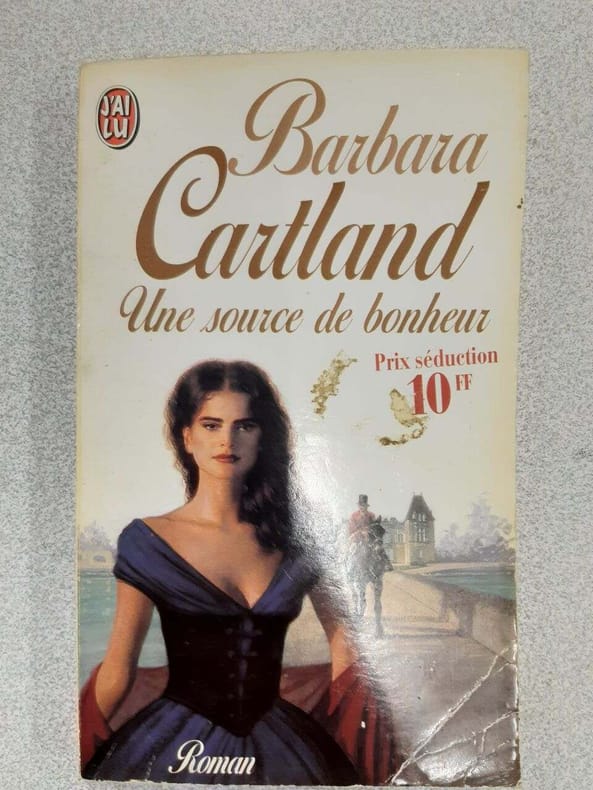 J'AI
LU
Barbara
Cartland
Une source de bonheur
Prix séduction
10 FF
Roman